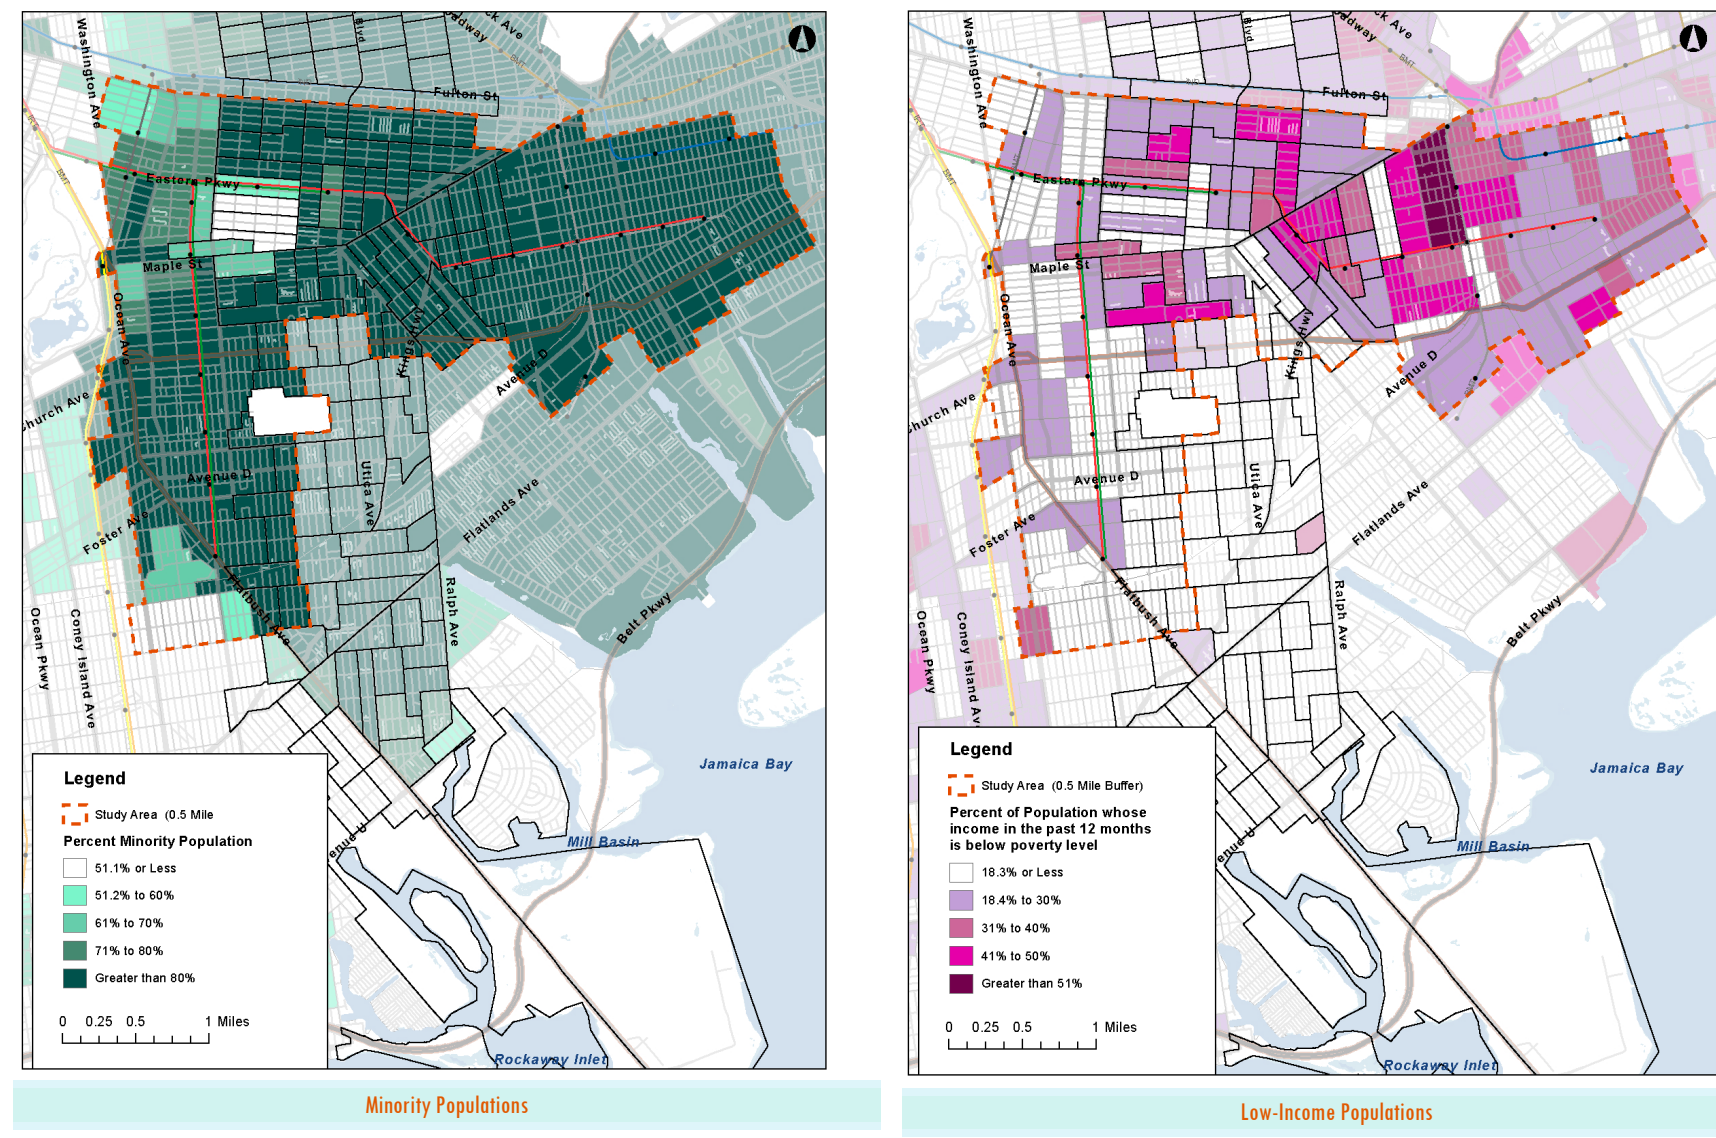 Washington Ave
Blvd
Fulton St
BMT
Eastern Pkwy
Maple St
Ocean Ave
Kings Hwy
Avenue D
Church Ave
Avenue D
Utica Ave
Foster Ave
Flatlands Ave
Flatbush Ave
Ralph Ave
Belt Pkwy
Ocean Pkwy
Coney Island Ave
Jamaica Bay
Mill Basin
Rockaway Inlet
Legend
Study Area (0.5 Mile
Percent Minority Population
51.1% or Less
51.2% to 60%
61% to 70%
71% to 80%
Greater than 80%
0 0.25 0.5 1 Miles
Minority Populations
Washington Ave
Blvd
BMT
Fulton St
BMT
Eastern Pkwy
Maple St
Ocean Ave
Kings Hwy
Avenue D
Church Ave
Avenue D
Utica Ave
Foster Ave
Flatlands Ave
Flatbush Ave
Ralph Ave
Belt Pkwy
Ocean Pkwy
Coney Island Av
Jamaica Bay
Mill Basin
Rockaway Inlet
Legend
Study Area (0.5 Mile Buffer)
Percent of Population whose
income in the past 12 months
is below poverty level
18.3% or Less
18.4% to 30%
31% to 40%
41% to 50%
Greater than 51%
0 0.25 0.5 1 Miles
Low-Income Populations